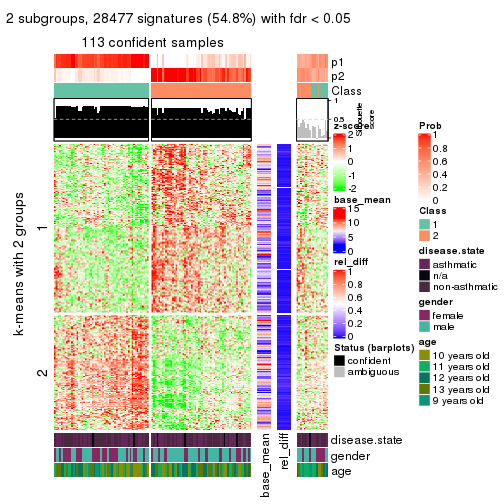 2 subgroups, 28477 signatures (54.8%) with fdr < 0.05
113 confident samples
p1
p2
Class
1
0.5
0
Silhouette
score
k-means with 2 groups
1
2
z-score
2
1
0
-1
-2
base_mean
15
10
5
0
rel_diff
1
0.8
0.6
0.4
0.2
0
Status (barplots)
confident
ambiguous
Prob
1
0.8
0.6
0.4
0.2
0
Class
1
2
disease.state
asthmatic
n/a
non-asthmatic
gender
female
male
age
10 years old
11 years old
12 years old
13 years old
9 years old
disease.state
gender
age
base_mean
rel_diff